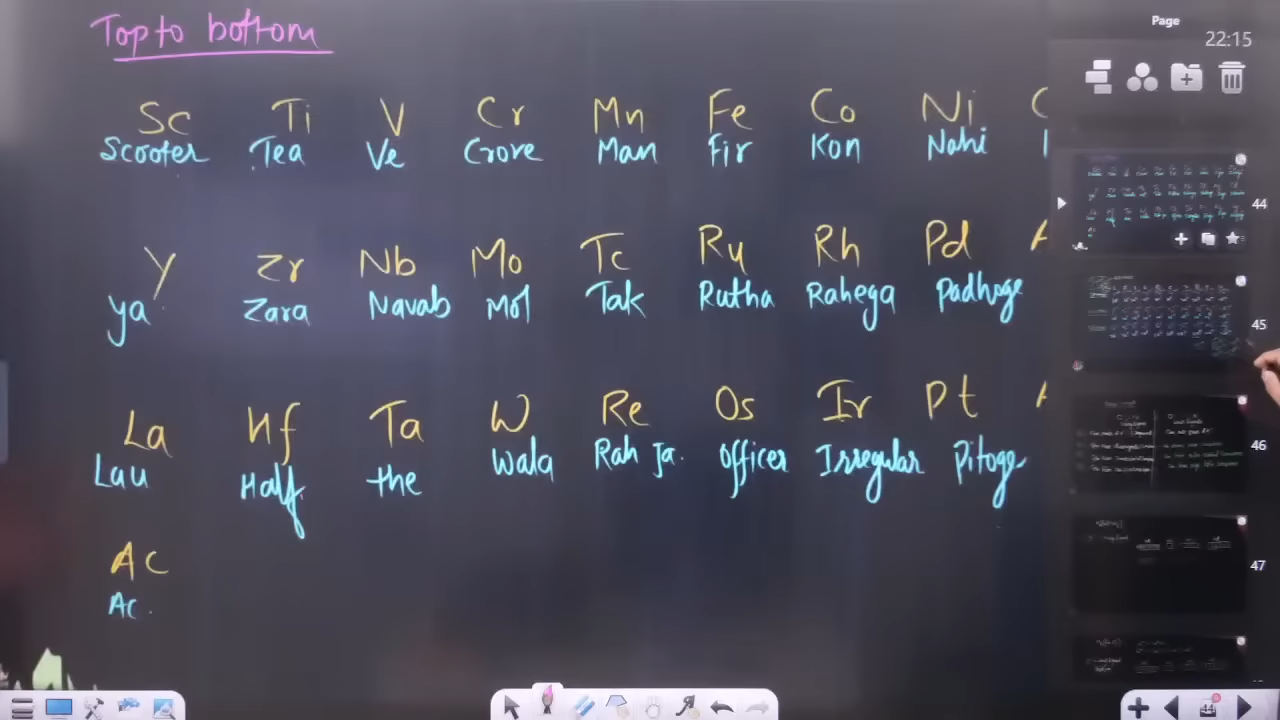 Top to bottom
Page
22:15
Sc Ti V Cr Mn Fe Co Ni C
Scooter Tea Ve Crore Man Fir Kon Nahi
44
Y Zr Nb Mo Tc Ru Rh Pd A
ya Zara Navab Mol Tak Rutha Rahega Padhoge
45
La Hf Ta W Re Os Ir Pt A
Lau Half the Wala Rah Ja. Officer Irregular Pitoge
46
Ac
Ac.
47
44